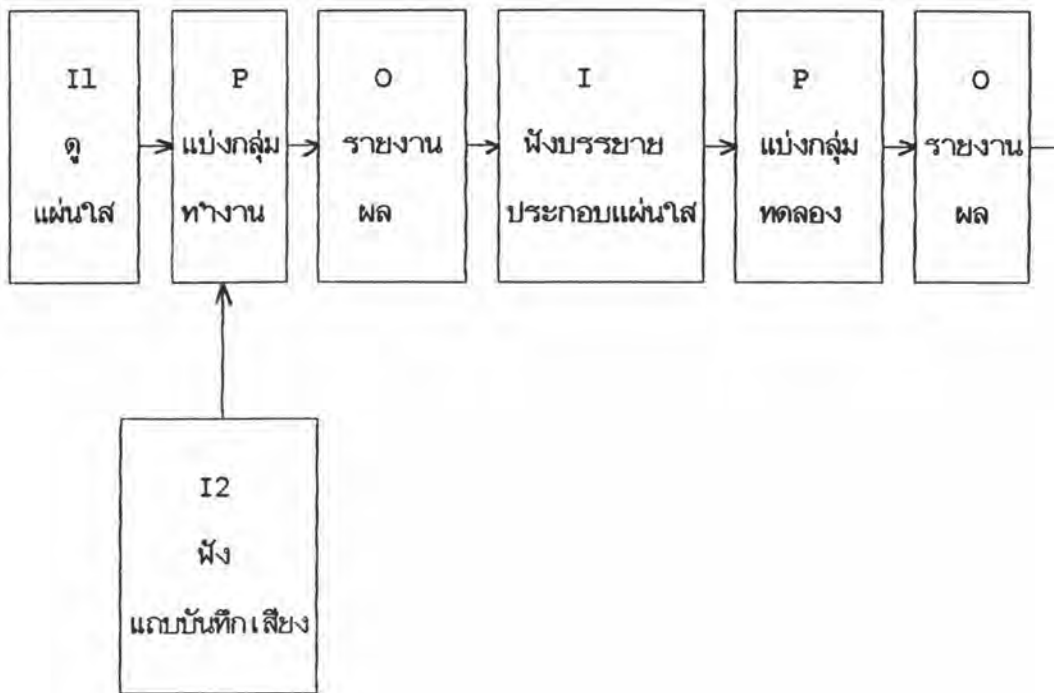 I1
ดู
แผ่นใส
P
แบ่งกลุ่ม
ทำงาน
O
รายงาน
ผล
I
ฟังบรรยาย
ประกอบแผ่นใส
P
แบ่งกลุ่ม
ทดลอง
O
รายงาน
ผล
I2
ฟัง
แถบบันทึกเสียง